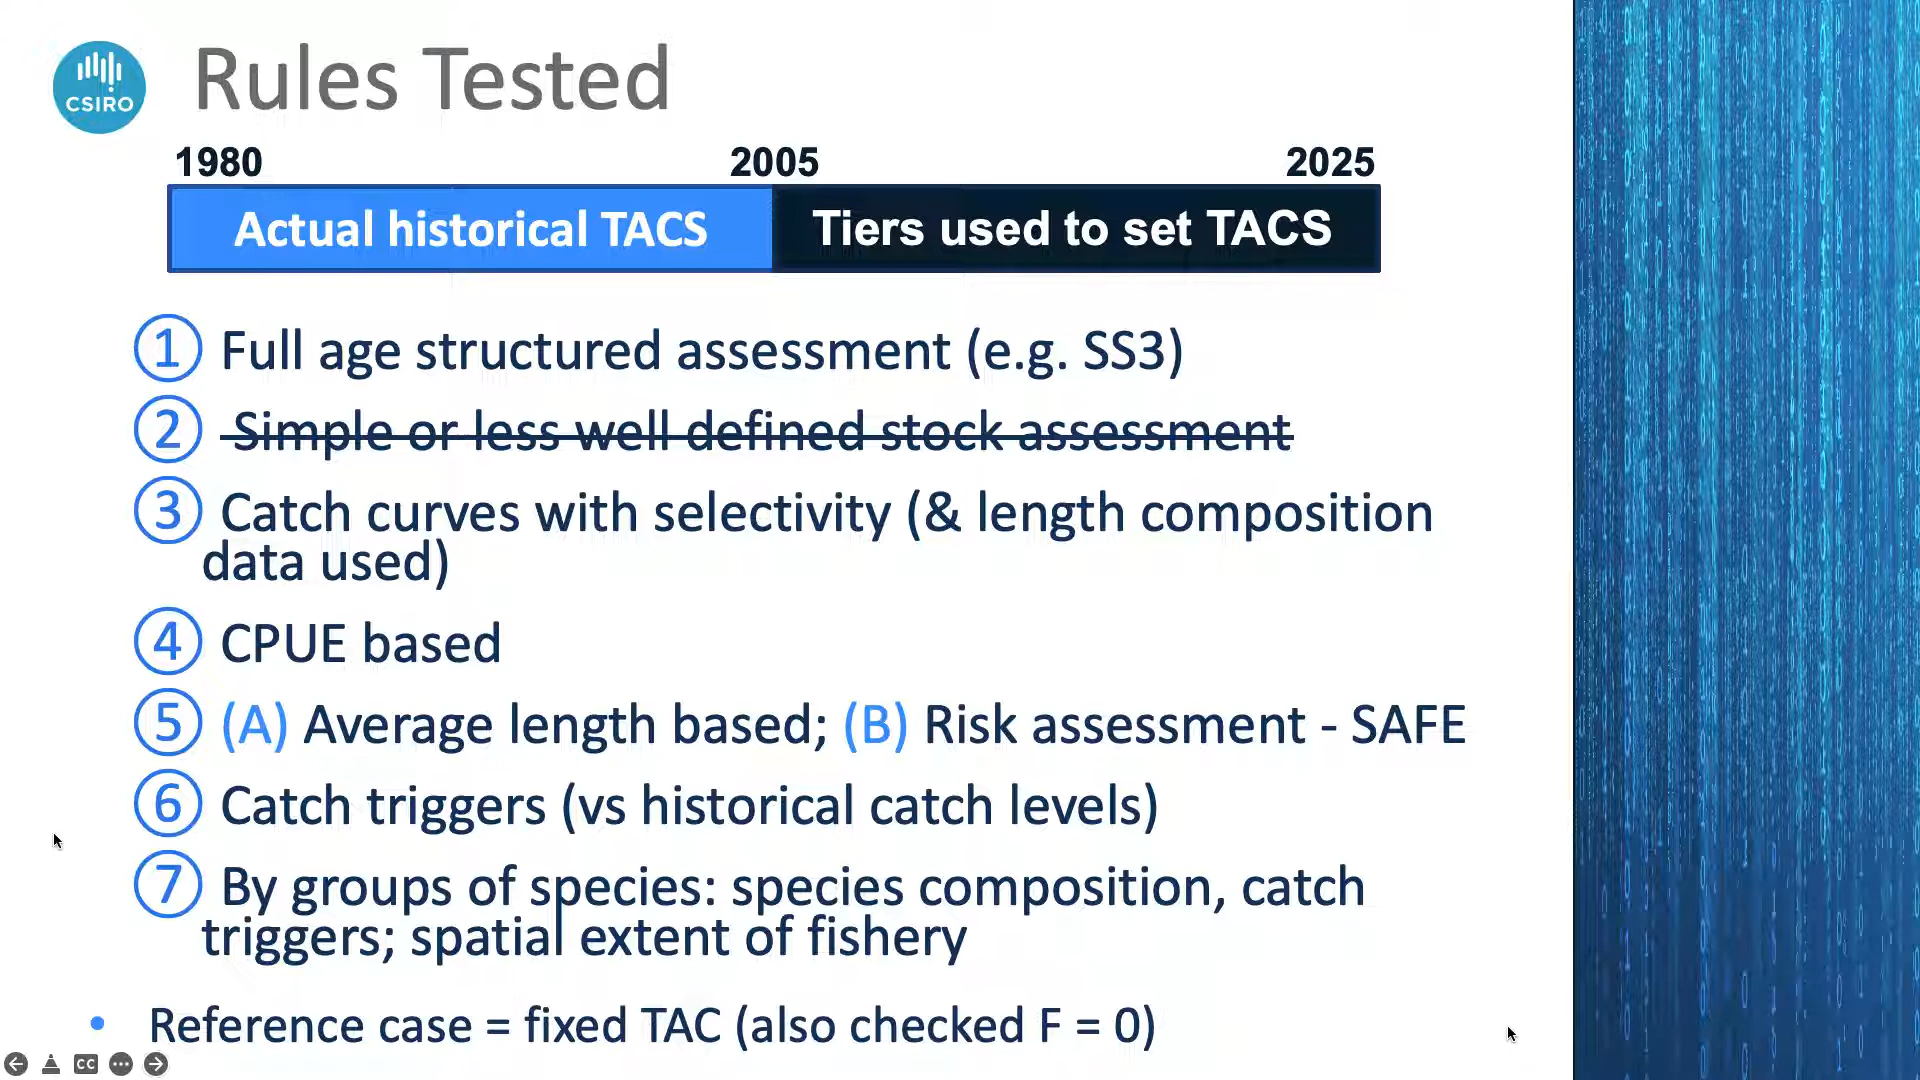 CSIRO
Rules Tested
1980 2005 2025
Actual historical TACS Tiers used to set TACS
1 Full age structured assessment (e.g. SS3)
2 Simple or less well defined stock assessment
3 Catch curves with selectivity (& length composition
data used)
4 CPUE based
5 (A) Average length based; (B) Risk assessment - SAFE
6 Catch triggers (vs historical catch levels)
7 By groups of species: species composition, catch
triggers; spatial extent of fishery
• Reference case = fixed TAC (also checked F = 0)
CC